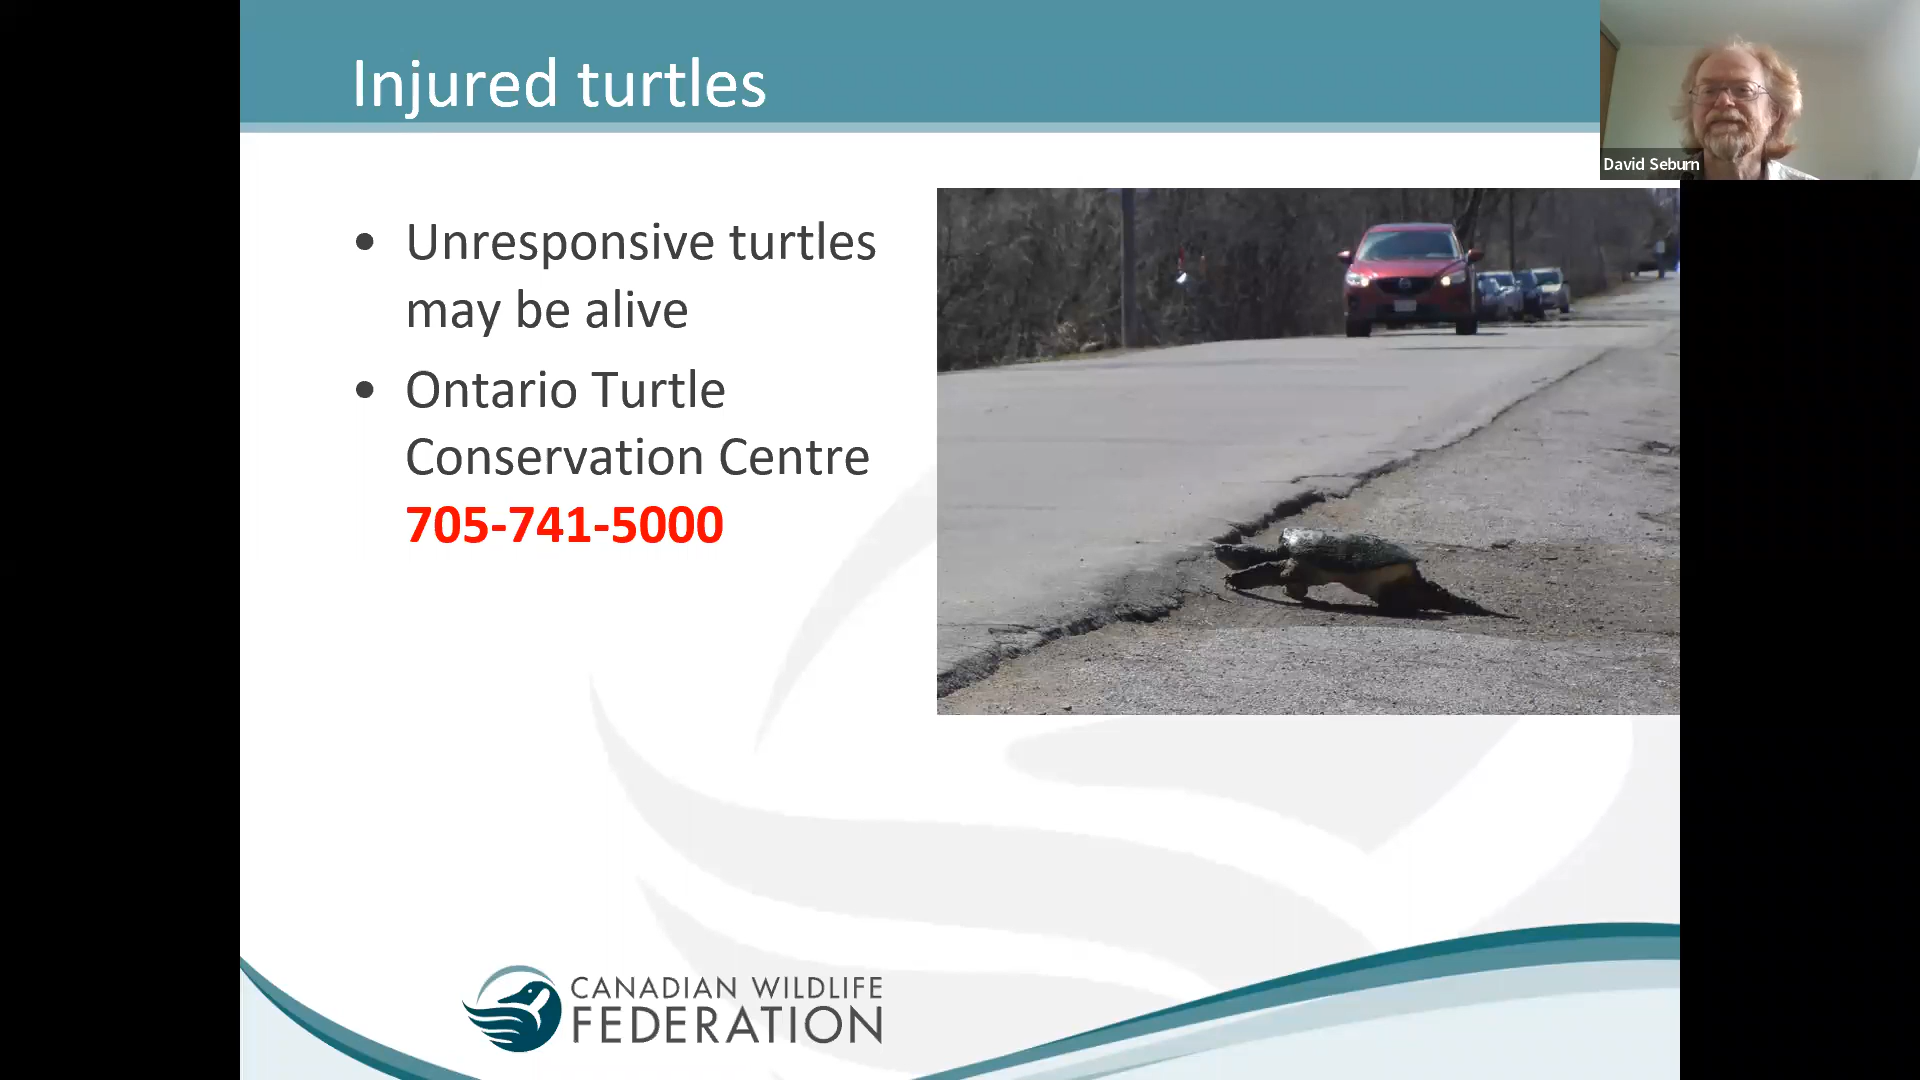 Injured turtles
David Seburn
• Unresponsive turtles
may be alive
• Ontario Turtle
Conservation Centre
705-741-5000
CANADIAN WILDLIFE
FEDERATION